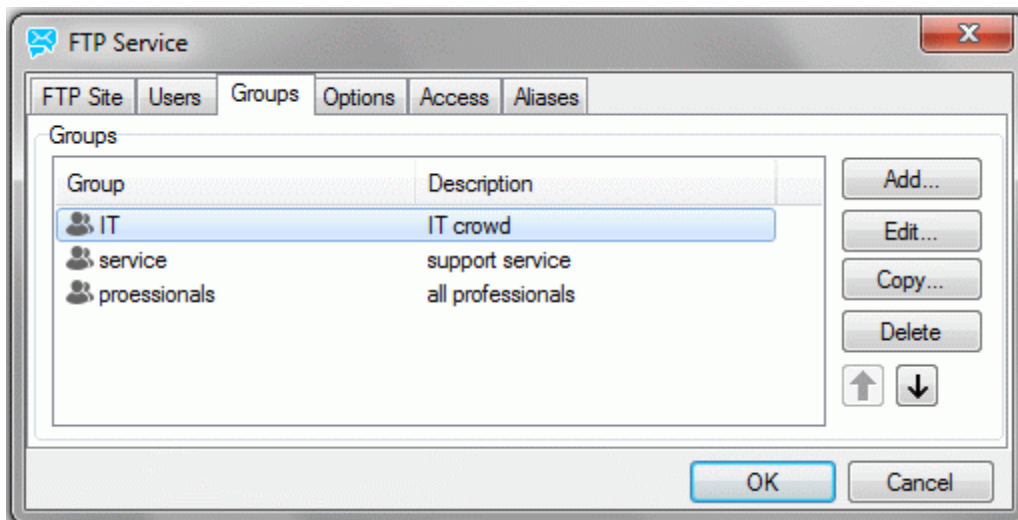 FTP Service
FTP Site Users Groups Options Access Aliases
Groups
Group Description
IT IT crowd
service support service
proessionals all professionals
Add...
Edit...
Copy...
Delete
OK Cancel